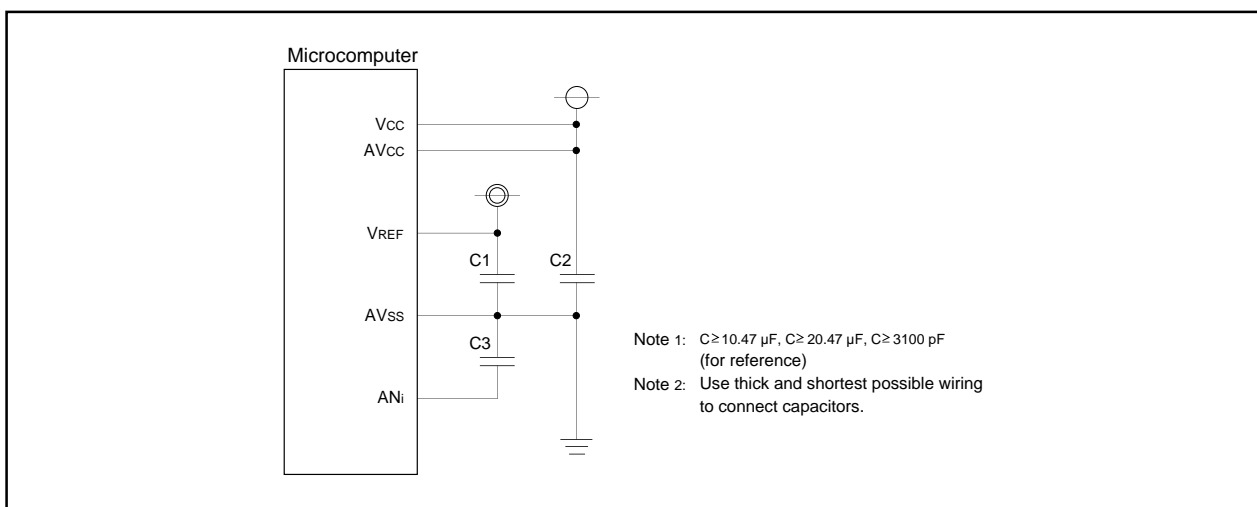 Microcomputer
VCC
AVCC
VREF
C1
C2
AVSS
C3
ANi
Note 1: C≥10.47 µF, C≥ 20.47 µF, C≥ 3100 pF
(for reference)
Note 2: Use thick and shortest possible wiring
to connect capacitors.